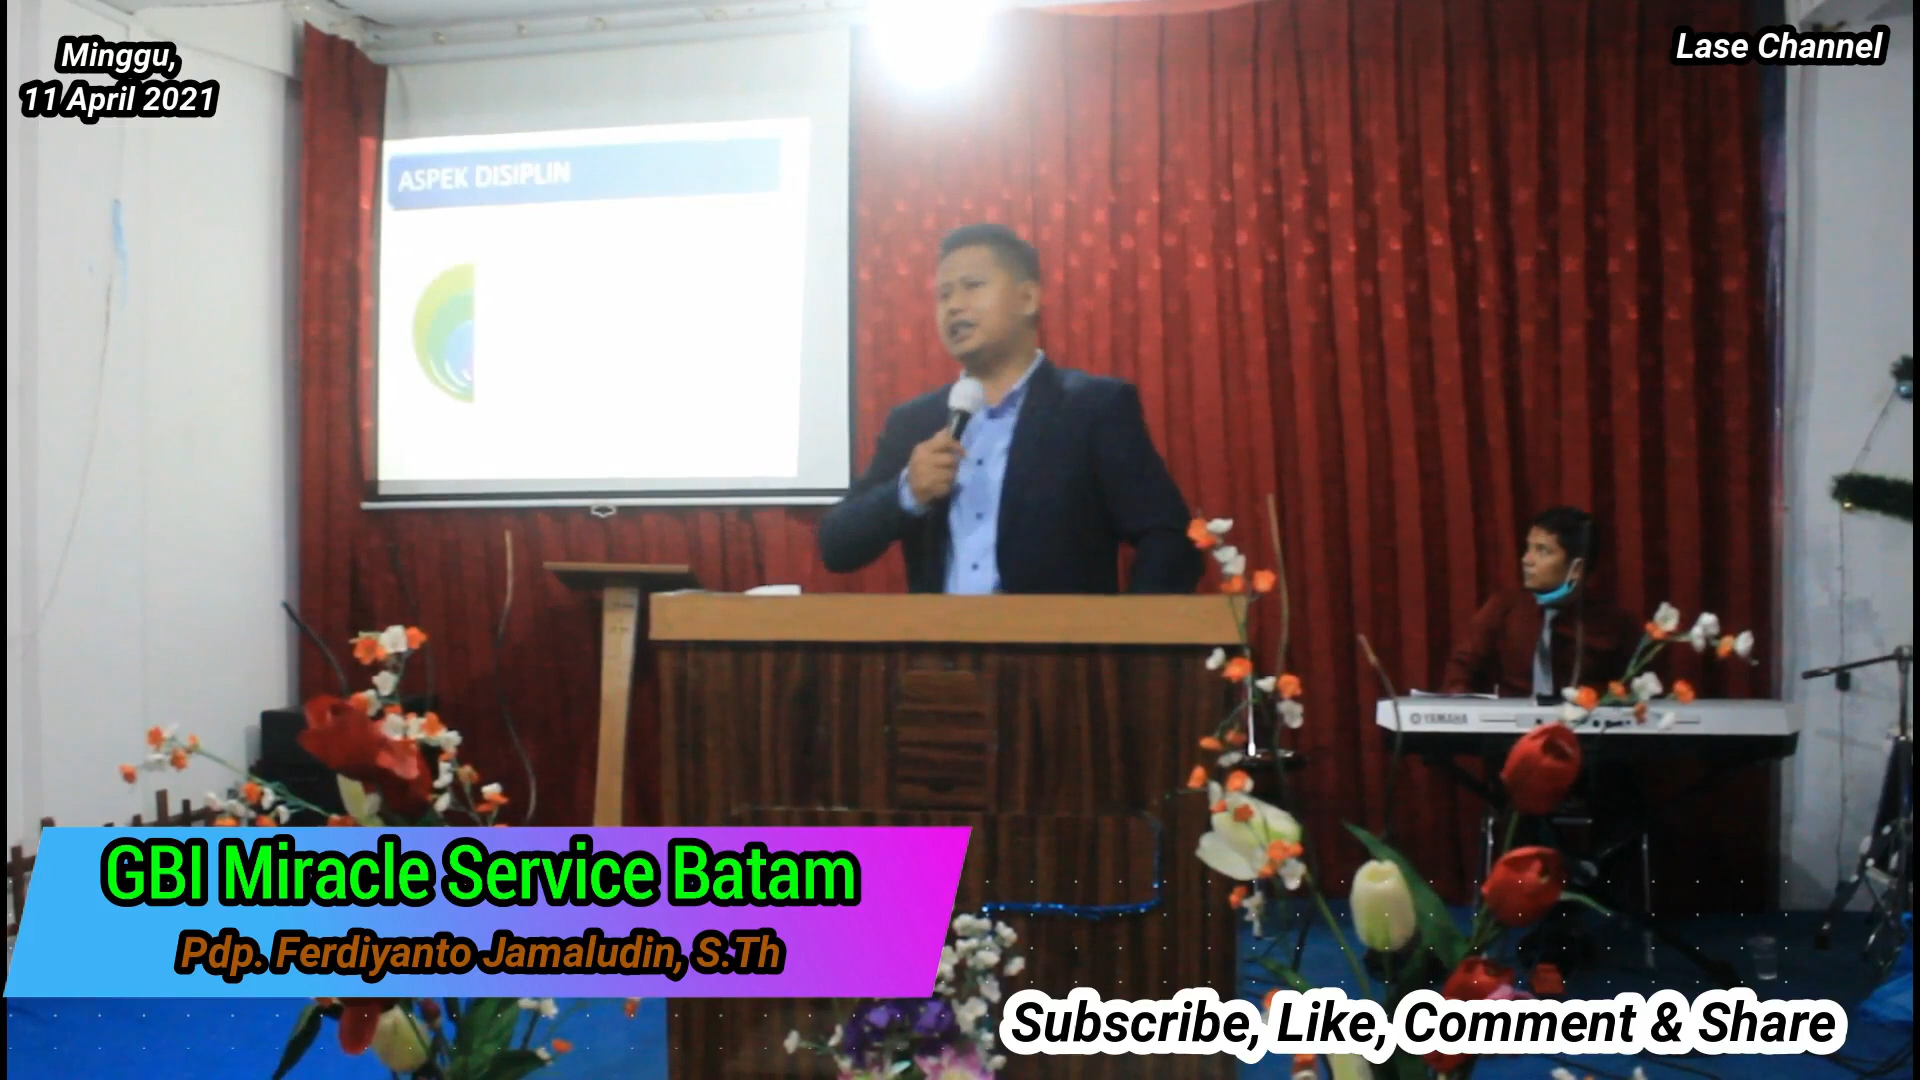 Minggu,
11 April 2021
Lase Channel
ASPEK DISIPLIN
YAMAHA
GBI Miracle Service Batam
Pdp. Ferdiyanto Jamaludin, S.Th
Subscribe, Like, Comment & Share